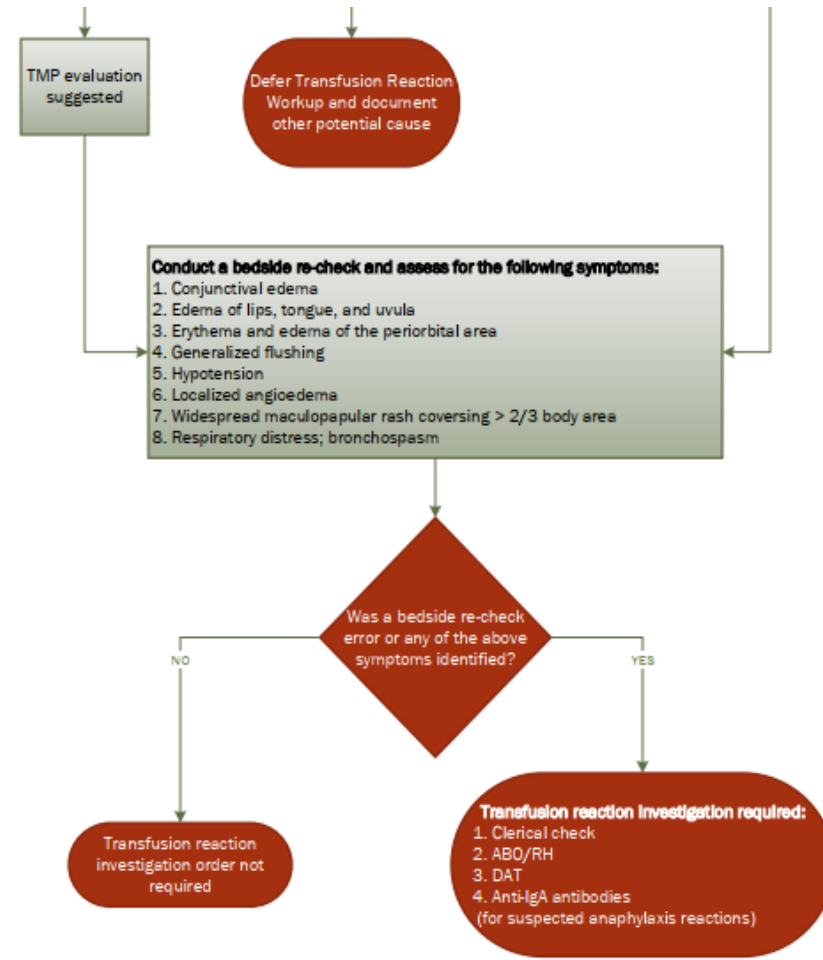 TMP evaluation
suggested
Defer Transfusion Reaction
Workup and document
other potential cause
Conduct a bedside re-check and assess for the following symptoms:
1. Conjunctival edema
2. Edema of lips, tongue, and uvula
3. Erythema and edema of the periorbital area
4. Generalized flushing
5. Hypotension
6. Localized angioedema
7. Widespread maculopapular rash coversing > 2/3 body area
8. Respiratory distress; bronchospasm
Was a bedside re-check
error or any of the above
symptoms identified?
NO
YES
Transfusion reaction
investigation order not
required
Transfusion reaction investigation required:
1. Clerical check
2. ABO/RH
3. DAT
4. Anti-IgA antibodies
(for suspected anaphylaxis reactions)